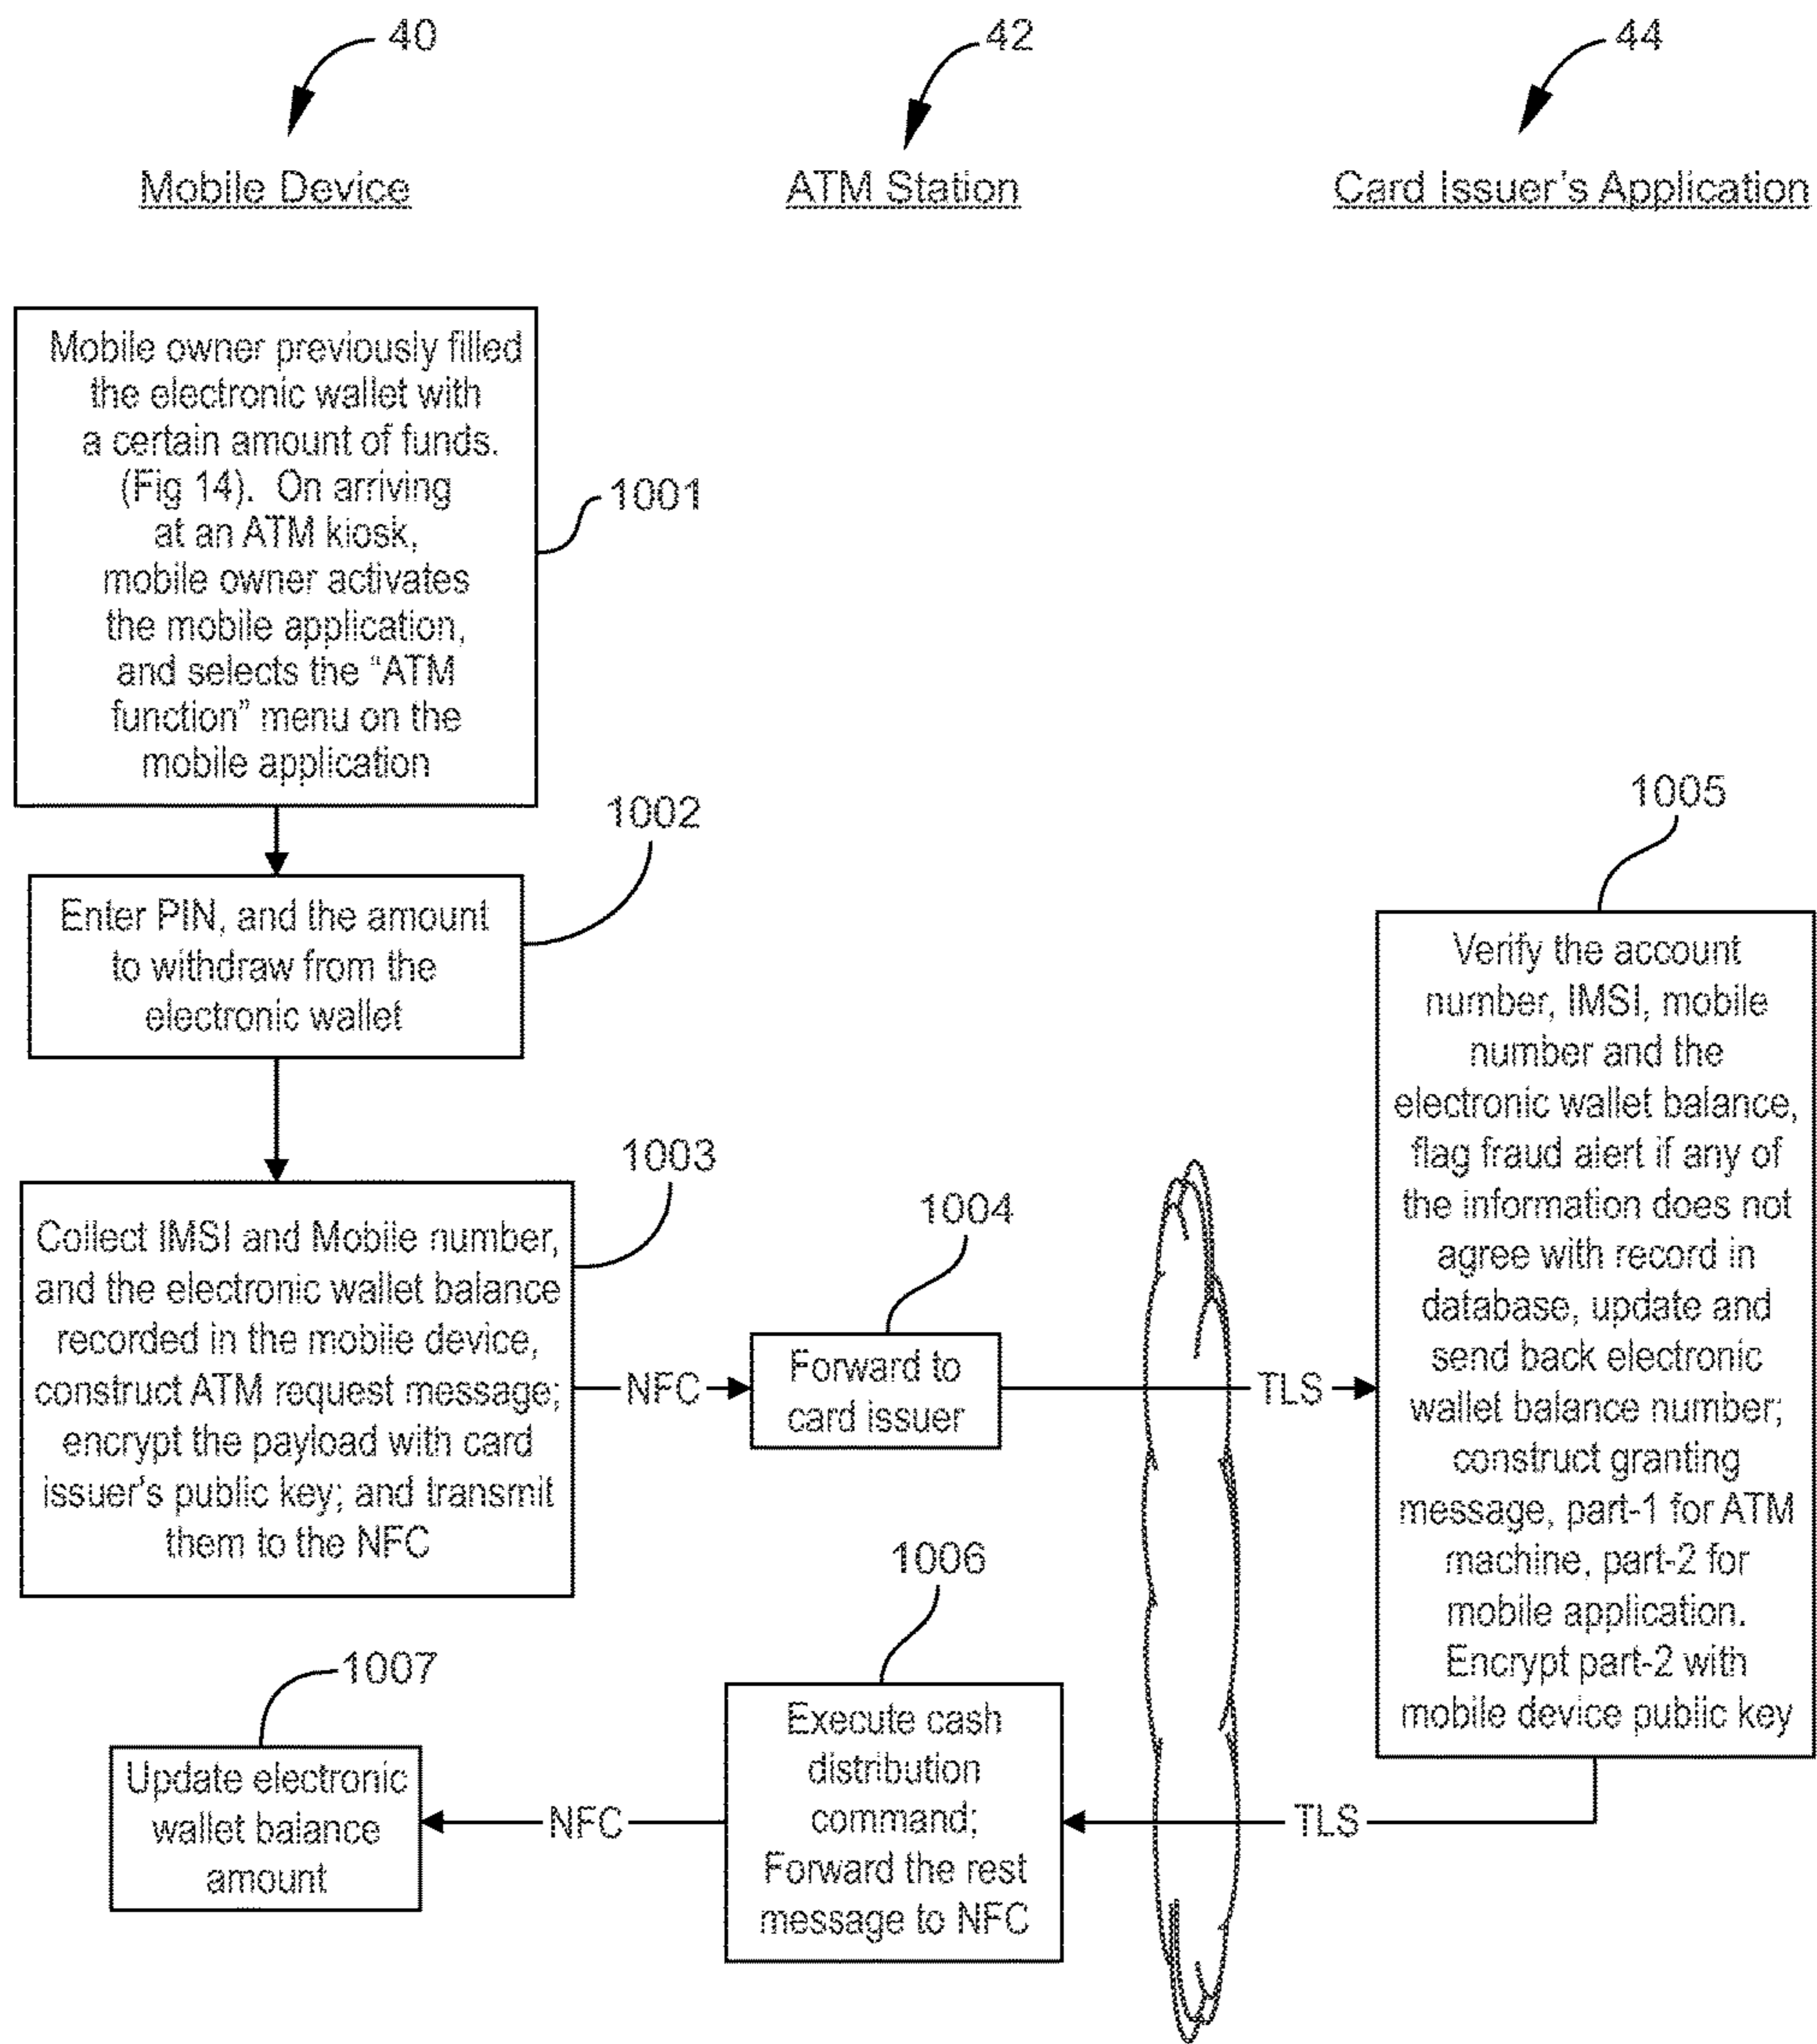 40
42
44
Mobile Device
ATM Station
Card Issuer's Application
Mobile owner previously filled
the electronic wallet with
a certain amount of funds.
(Fig 14). On arriving
at an ATM kiosk,
mobile owner activates
the mobile application,
and selects the “ATM
function” menu on the
mobile application
1001
1002
Enter PIN, and the amount
to withdraw from the
electronic wallet
1003
Collect IMSI and Mobile number,
and the electronic wallet balance
recorded in the mobile device,
construct ATM request message;
encrypt the payload with card
issuer's public key; and transmit
them to the NFC
NFC
1004
Forward to
card issuer
TLS
1005
Verify the account
number, IMSI, mobile
number and the
electronic wallet balance,
flag fraud alert if any of
the information does not
agree with record in
database, update and
send back electronic
wallet balance number;
construct granting
message, part-1 for ATM
machine, part-2 for
mobile application.
Encrypt part-2 with
mobile device public key
TLS
1006
Execute cash
distribution
command;
Forward the rest
message to NFC
NFC
1007
Update electronic
wallet balance
amount